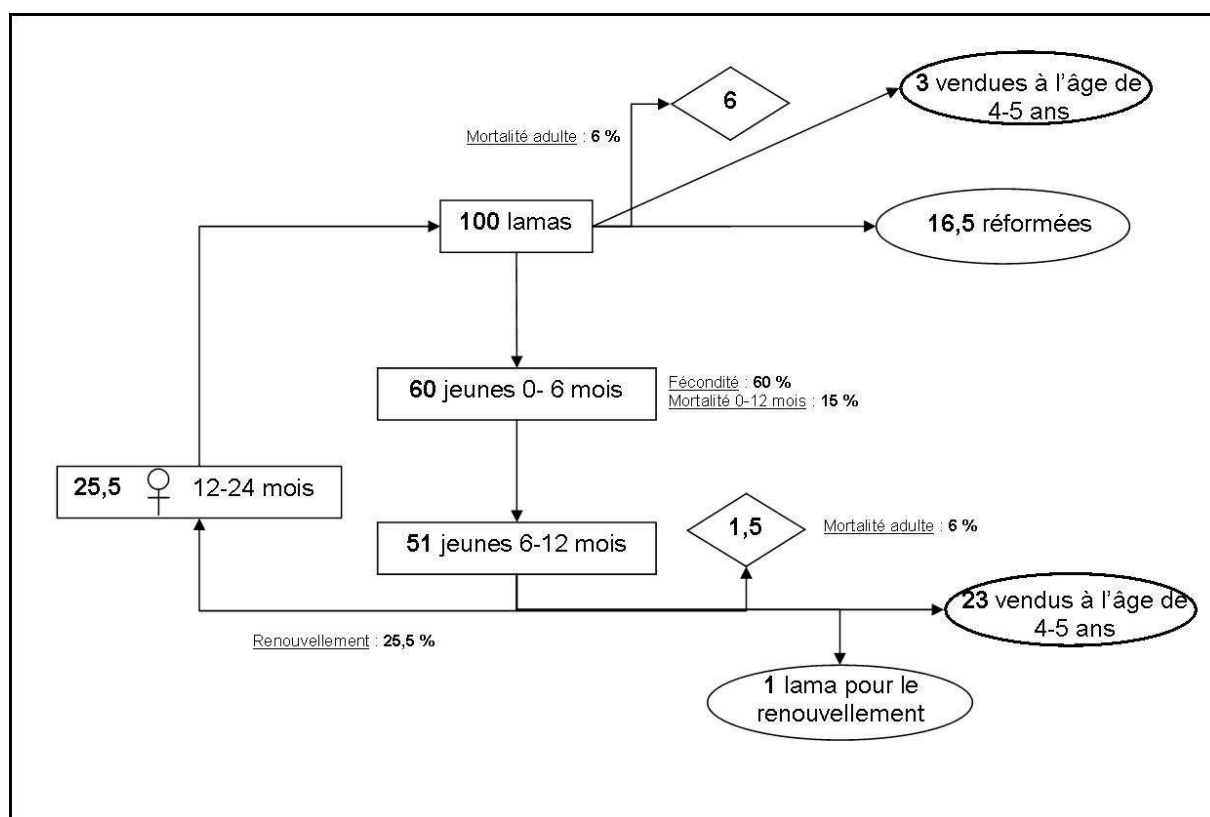 6
3 vendues à l'âge de
4-5 ans
Mortalité adulte : 6 %
100 lamas
16,5 réformées
60 jeunes 0- 6 mois
Fécondité : 60 %
Mortalité 0-12 mois : 15 %
25,5 ♀ 12-24 mois
51 jeunes 6-12 mois
1,5
Mortalité adulte : 6 %
23 vendus à l'âge de
4-5 ans
Renouvellement : 25,5 %
1 lama pour le
renouvellement